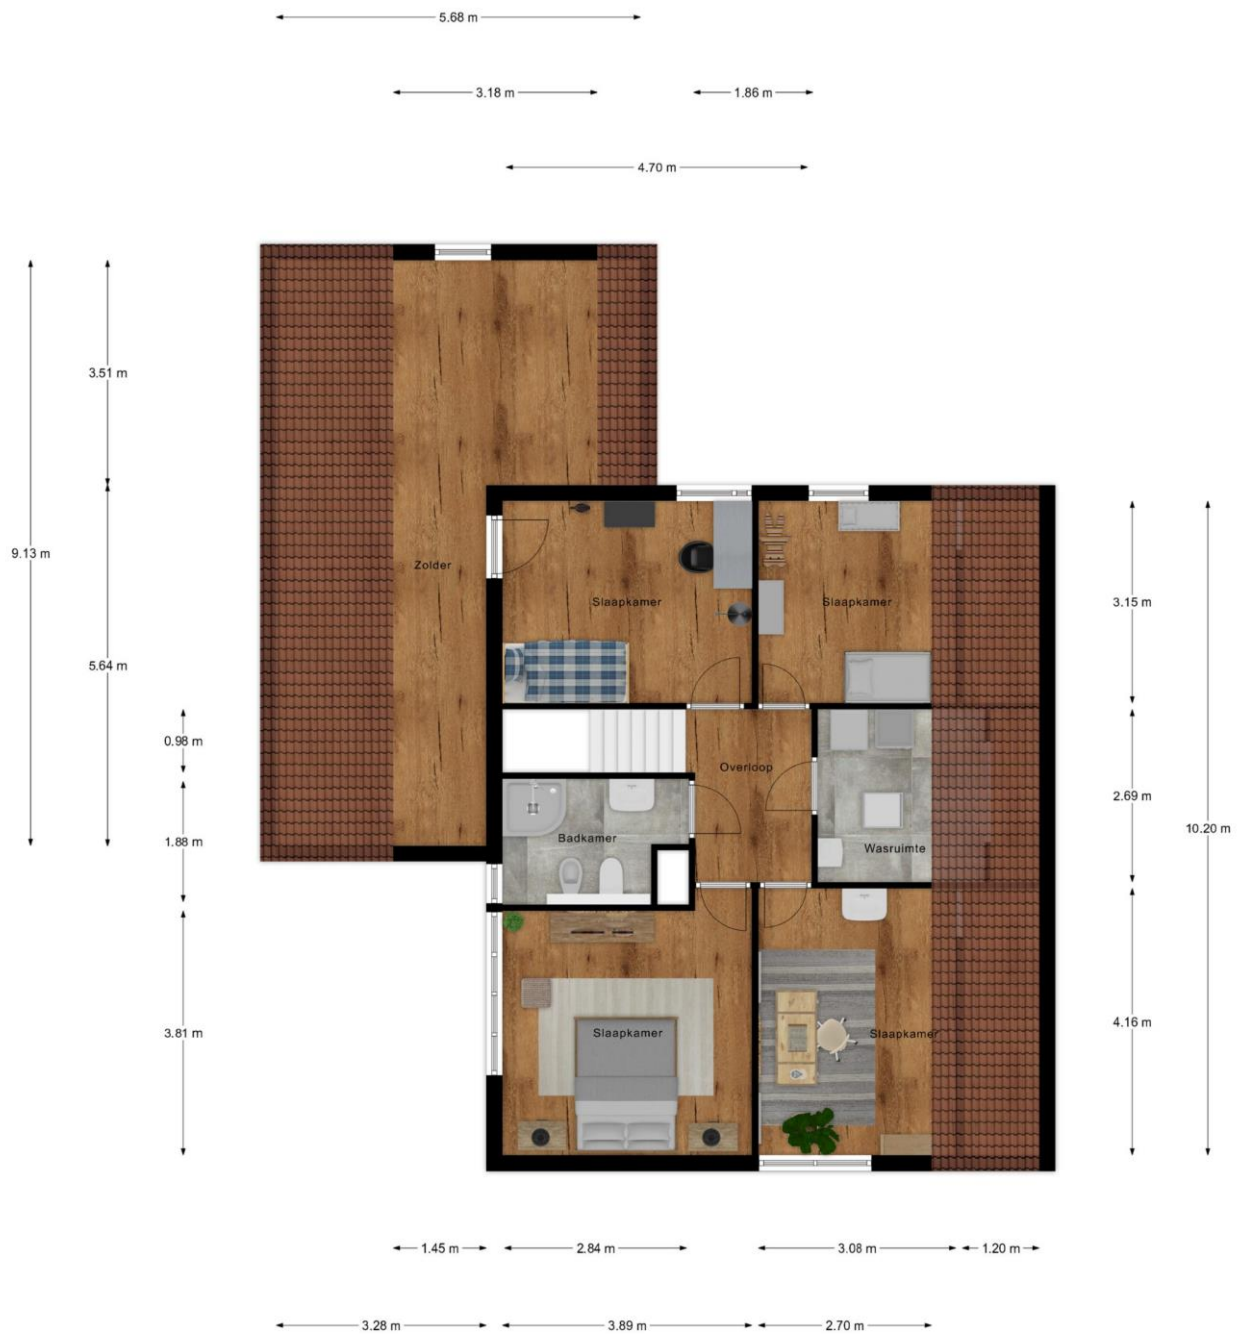 5.68 m
3.18 m
1.86 m
4.70 m
3.51 m
9.13 m
Zolder
Slaapkamer
Slaapkamer
3.15 m
5.64 m
0.98 m
Overloop
2.69 m
10.20 m
1.88 m
Badkamer
Wasruimte
3.81 m
Slaapkamer
Slaapkamer
4.16 m
1.45 m
2.84 m
3.08 m
1.20 m
3.28 m
3.89 m
2.70 m